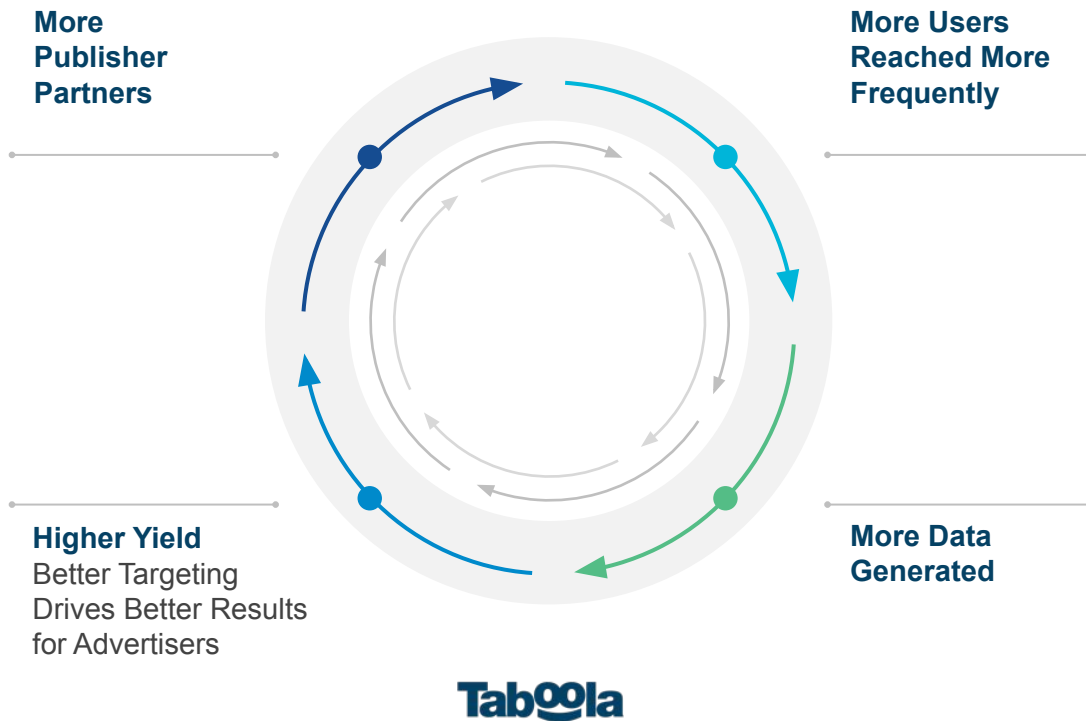 More
Publisher
Partners
More Users
Reached More
Frequently
Higher Yield
Better Targeting
Drives Better Results
for Advertisers
More Data
Generated
Taboola